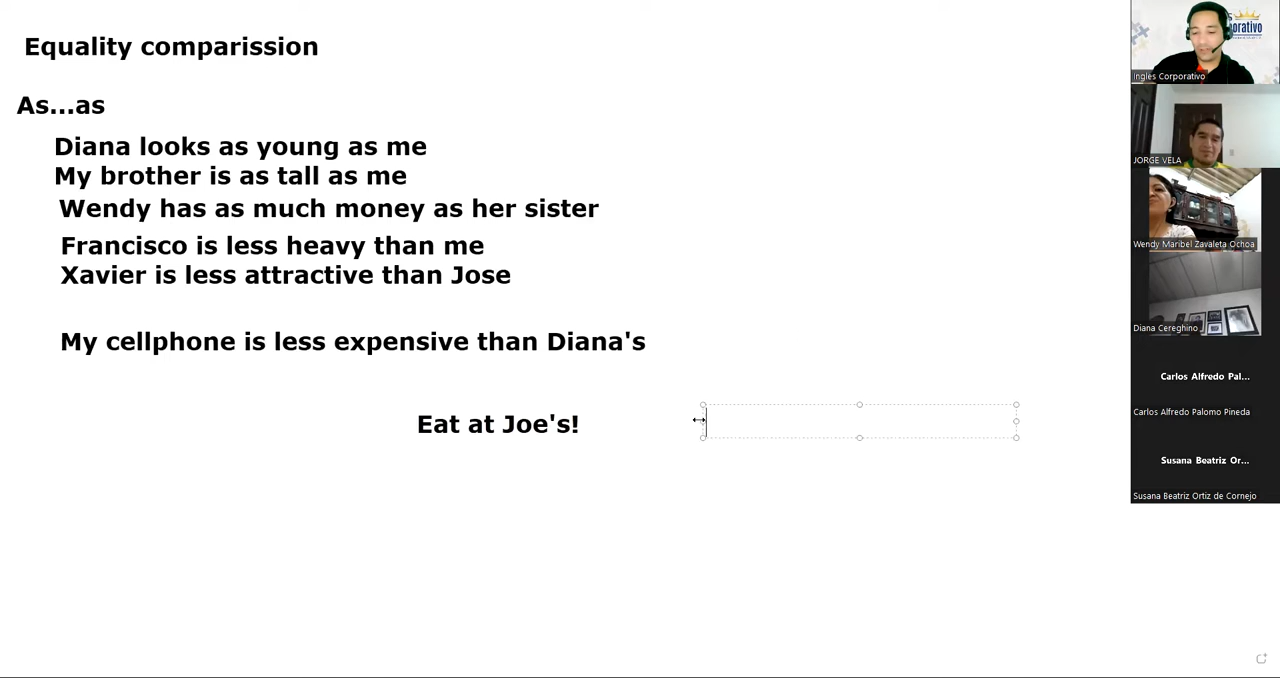 Equality comparission
As...as
Diana looks as young as me
My brother is as tall as me
Wendy has as much money as her sister
Francisco is less heavy than me
Xavier is less attractive than Jose
My cellphone is less expensive than Diana's
Eat at Joe's!
Ingles Corporativo
JORGE VELA
Wendy Maribel Zavaleta Ochoa
Diana Cereghino
Carlos Alfredo Pal...
Carlos Alfredo Palomo Pineda
Susana Beatriz Or...
Susana Beatriz Ortiz de Cornejo